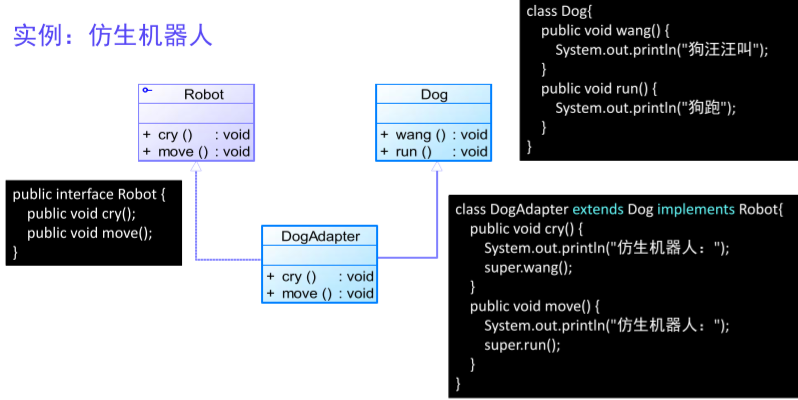 实例：仿生机器人
Robot
+ cry () : void
+ move () : void
Dog
+ wang () : void
+ run () : void
DogAdapter
+ cry () : void
+ move () : void
public interface Robot {
public void cry();
public void move();
}
class Dog{
public void wang() {
System.out.println("狗汪汪叫");
}
public void run() {
System.out.println("狗跑");
}
}
class DogAdapter extends Dog implements Robot{
public void cry() {
System.out.println("仿生机器人：");
super.wang();
}
public void move() {
System.out.println("仿生机器人：");
super.run();
}
}